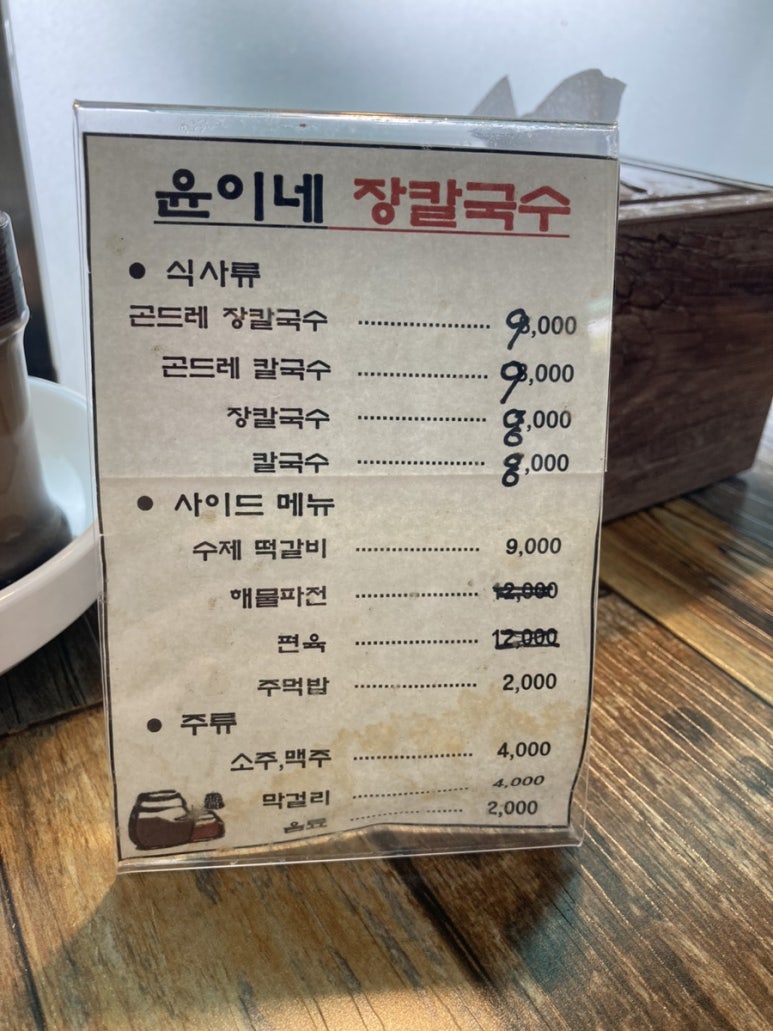 윤이네 장칼국수
● 식사류
곤드레 장칼국수 ······················ 9,000
곤드레 칼국수 ······················ 9,000
장칼국수 ······················ 8,000
칼국수 ······················ 8,000
● 사이드 메뉴
수제 떡갈비 ······················ 9,000
해물파전 ······················ 12,000
편육 ······················ 12,000
주먹밥 ······················ 2,000
● 주류
소주,맥주 ······················ 4,000
막걸리 ······················ 4,000
음료 ······················ 2,000